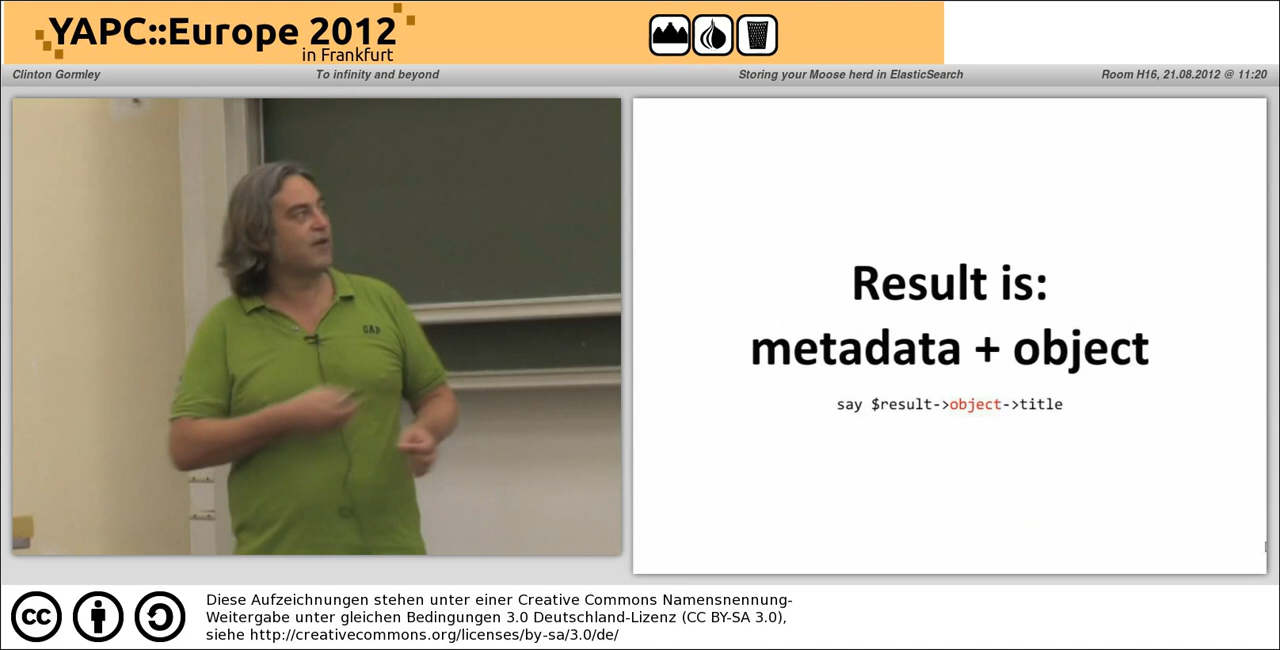 YAPC::Europe 2012
in Frankfurt
Clinton Gormley
To infinity and beyond
Storing your Moose herd in ElasticSearch
Room H16, 21.08.2012 @ 11:20
GAP
Result is:
metadata + object
say $result->object->title
cc
Diese Aufzeichnungen stehen unter einer Creative Commons Namensnennung-
Weitergabe unter gleichen Bedingungen 3.0 Deutschland-Lizenz (CC BY-SA 3.0),
siehe http://creativecommons.org/licenses/by-sa/3.0/de/